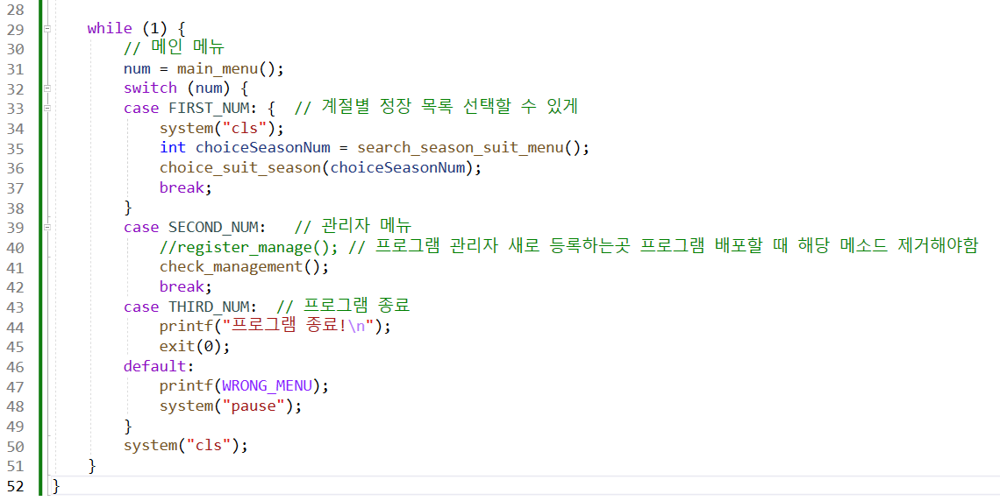 28
29 while (1) {
30 // 메인 메뉴
31 num = main_menu();
32 switch (num) {
33 case FIRST_NUM: { // 계절별 정장 목록 선택할 수 있게
34 system("cls");
35 int choiceSeasonNum = search_season_suit_menu();
36 choice_suit_season(choiceSeasonNum);
37 break;
38 }
39 case SECOND_NUM: // 관리자 메뉴
40 //register_manage(); // 프로그램 관리자 새로 등록하는곳 프로그램 배포할 때 해당 메소드 제거해야함
41 check_management();
42 break;
43 case THIRD_NUM: // 프로그램 종료
44 printf("프로그램 종료!\n");
45 exit(0);
46 default:
47 printf(WRONG_MENU);
48 system("pause");
49 }
50 system("cls");
51 }
52 }